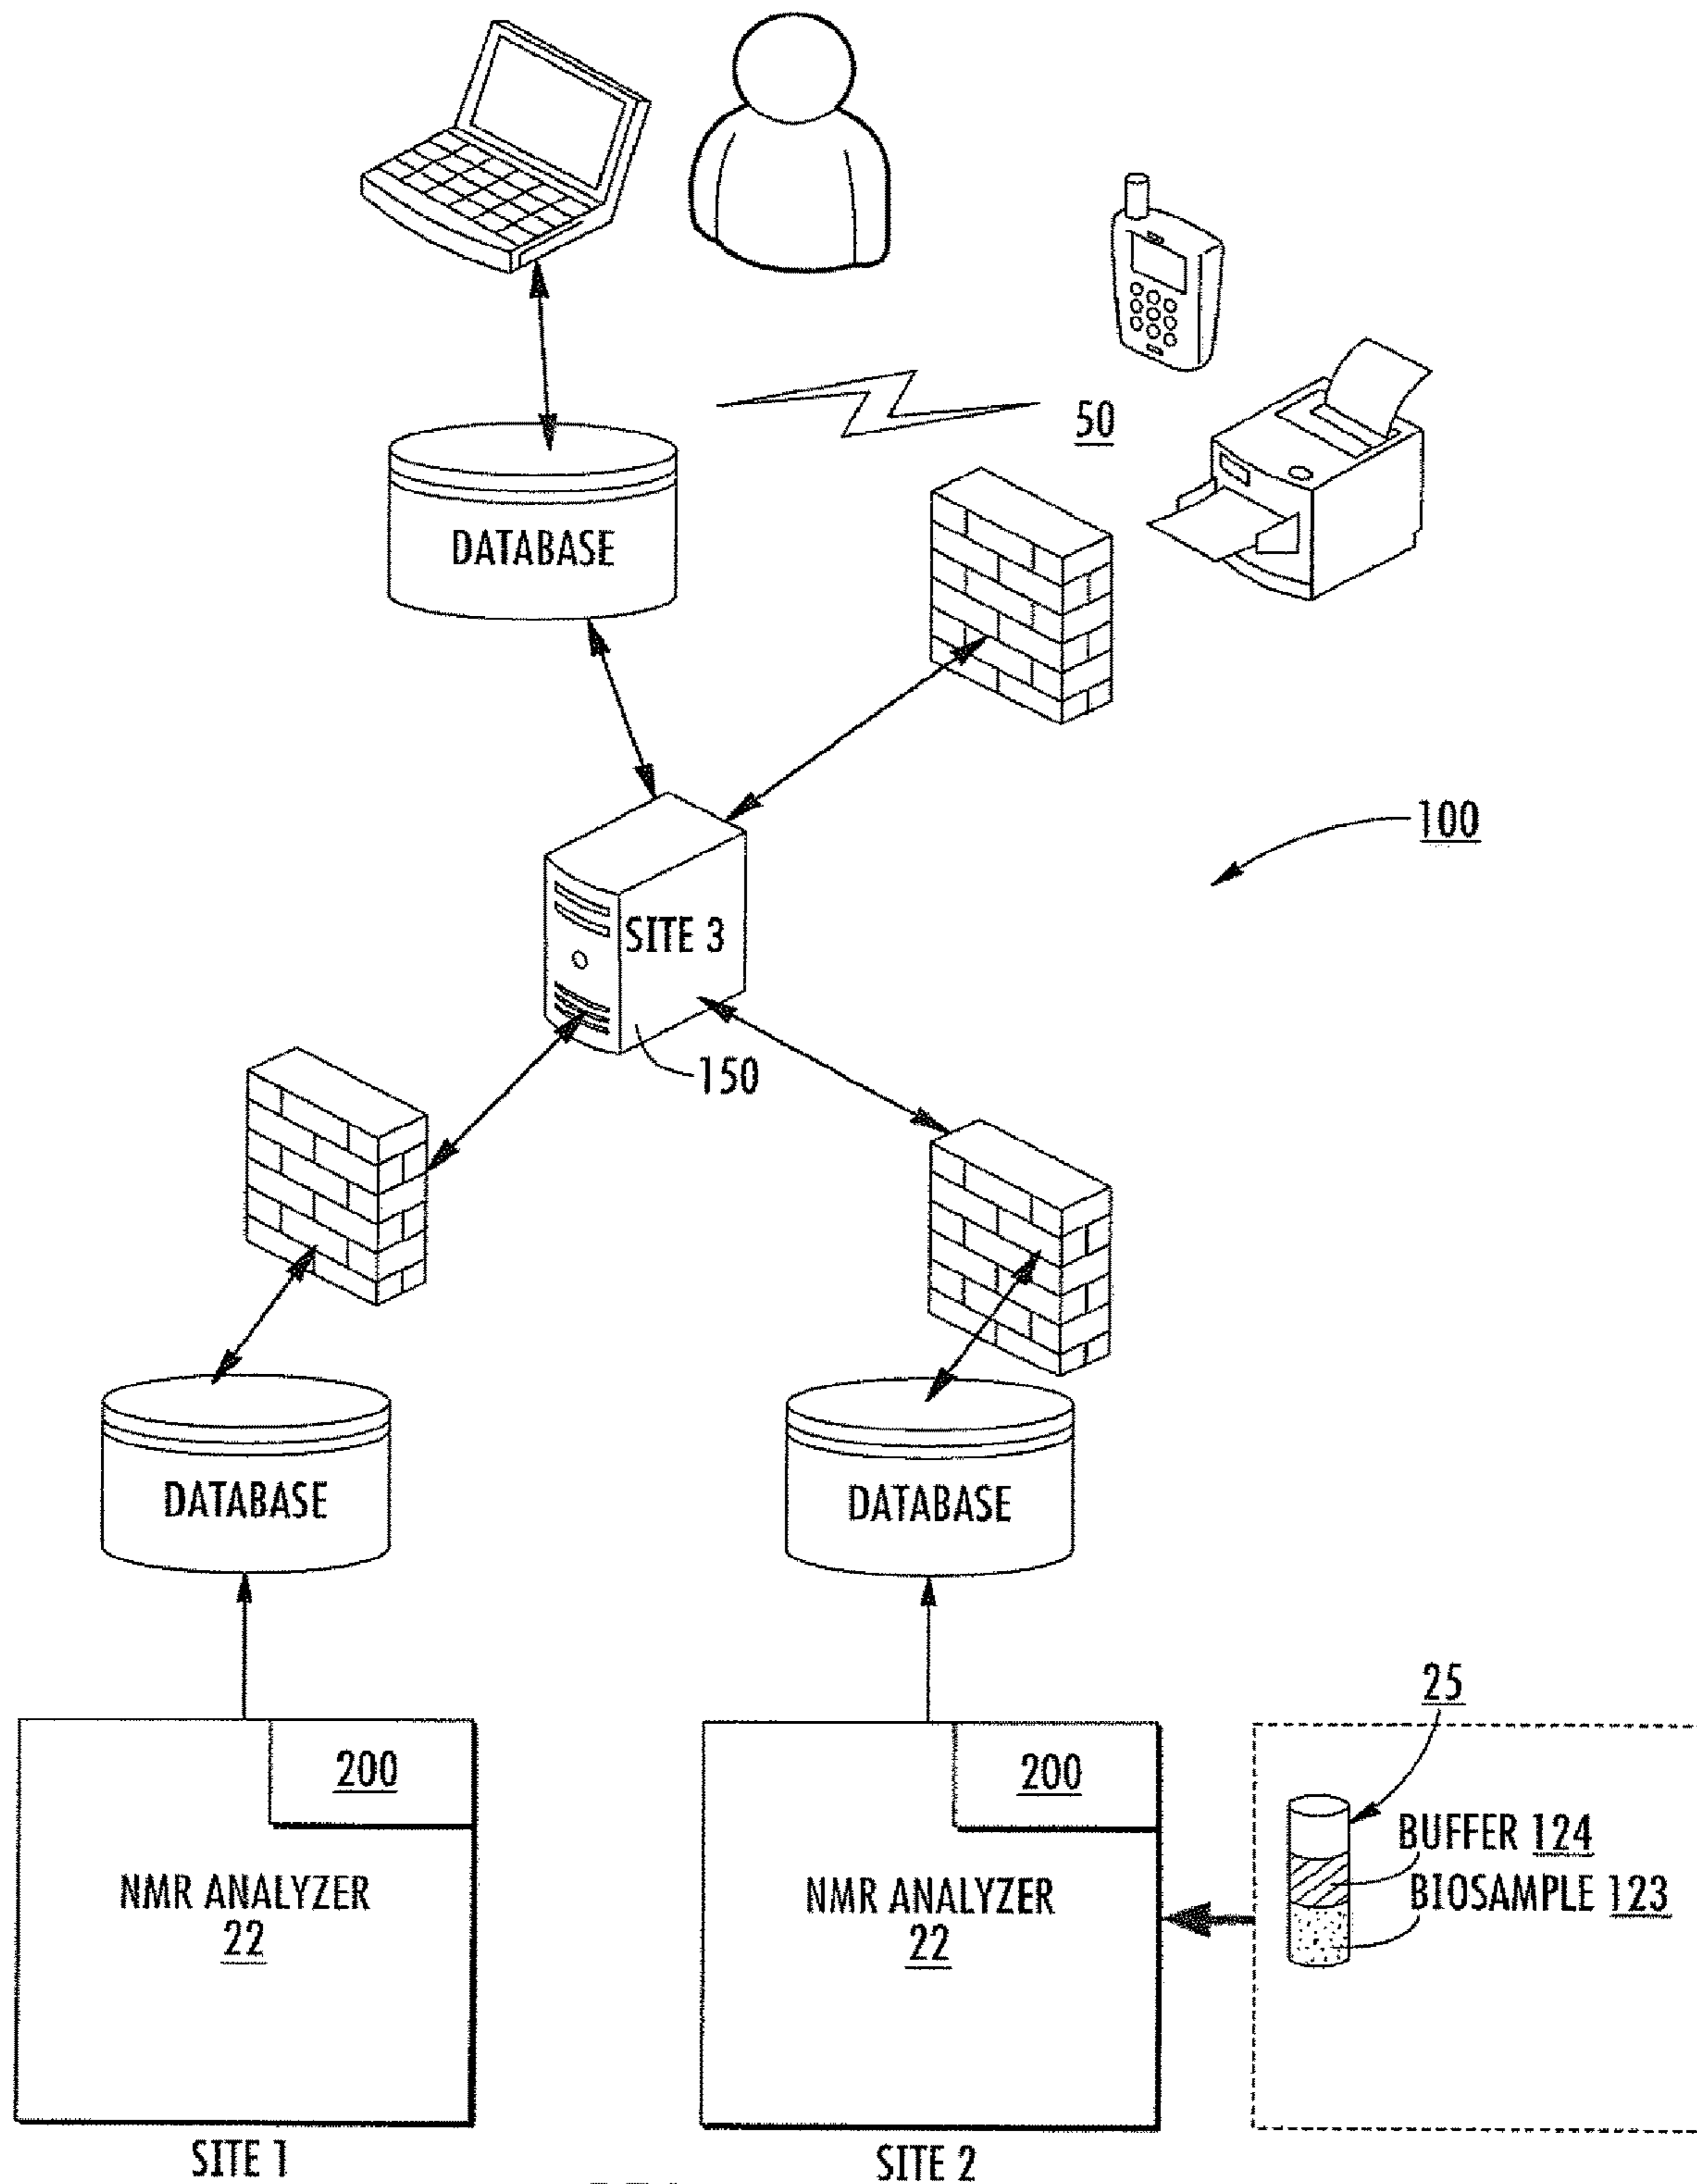 50
DATABASE
100
SITE 3
150
DATABASE
DATABASE
25
200
200
BUFFER 124
BIOSAMPLE 123
NMR ANALYZER
22
NMR ANALYZER
22
SITE 1
SITE 2